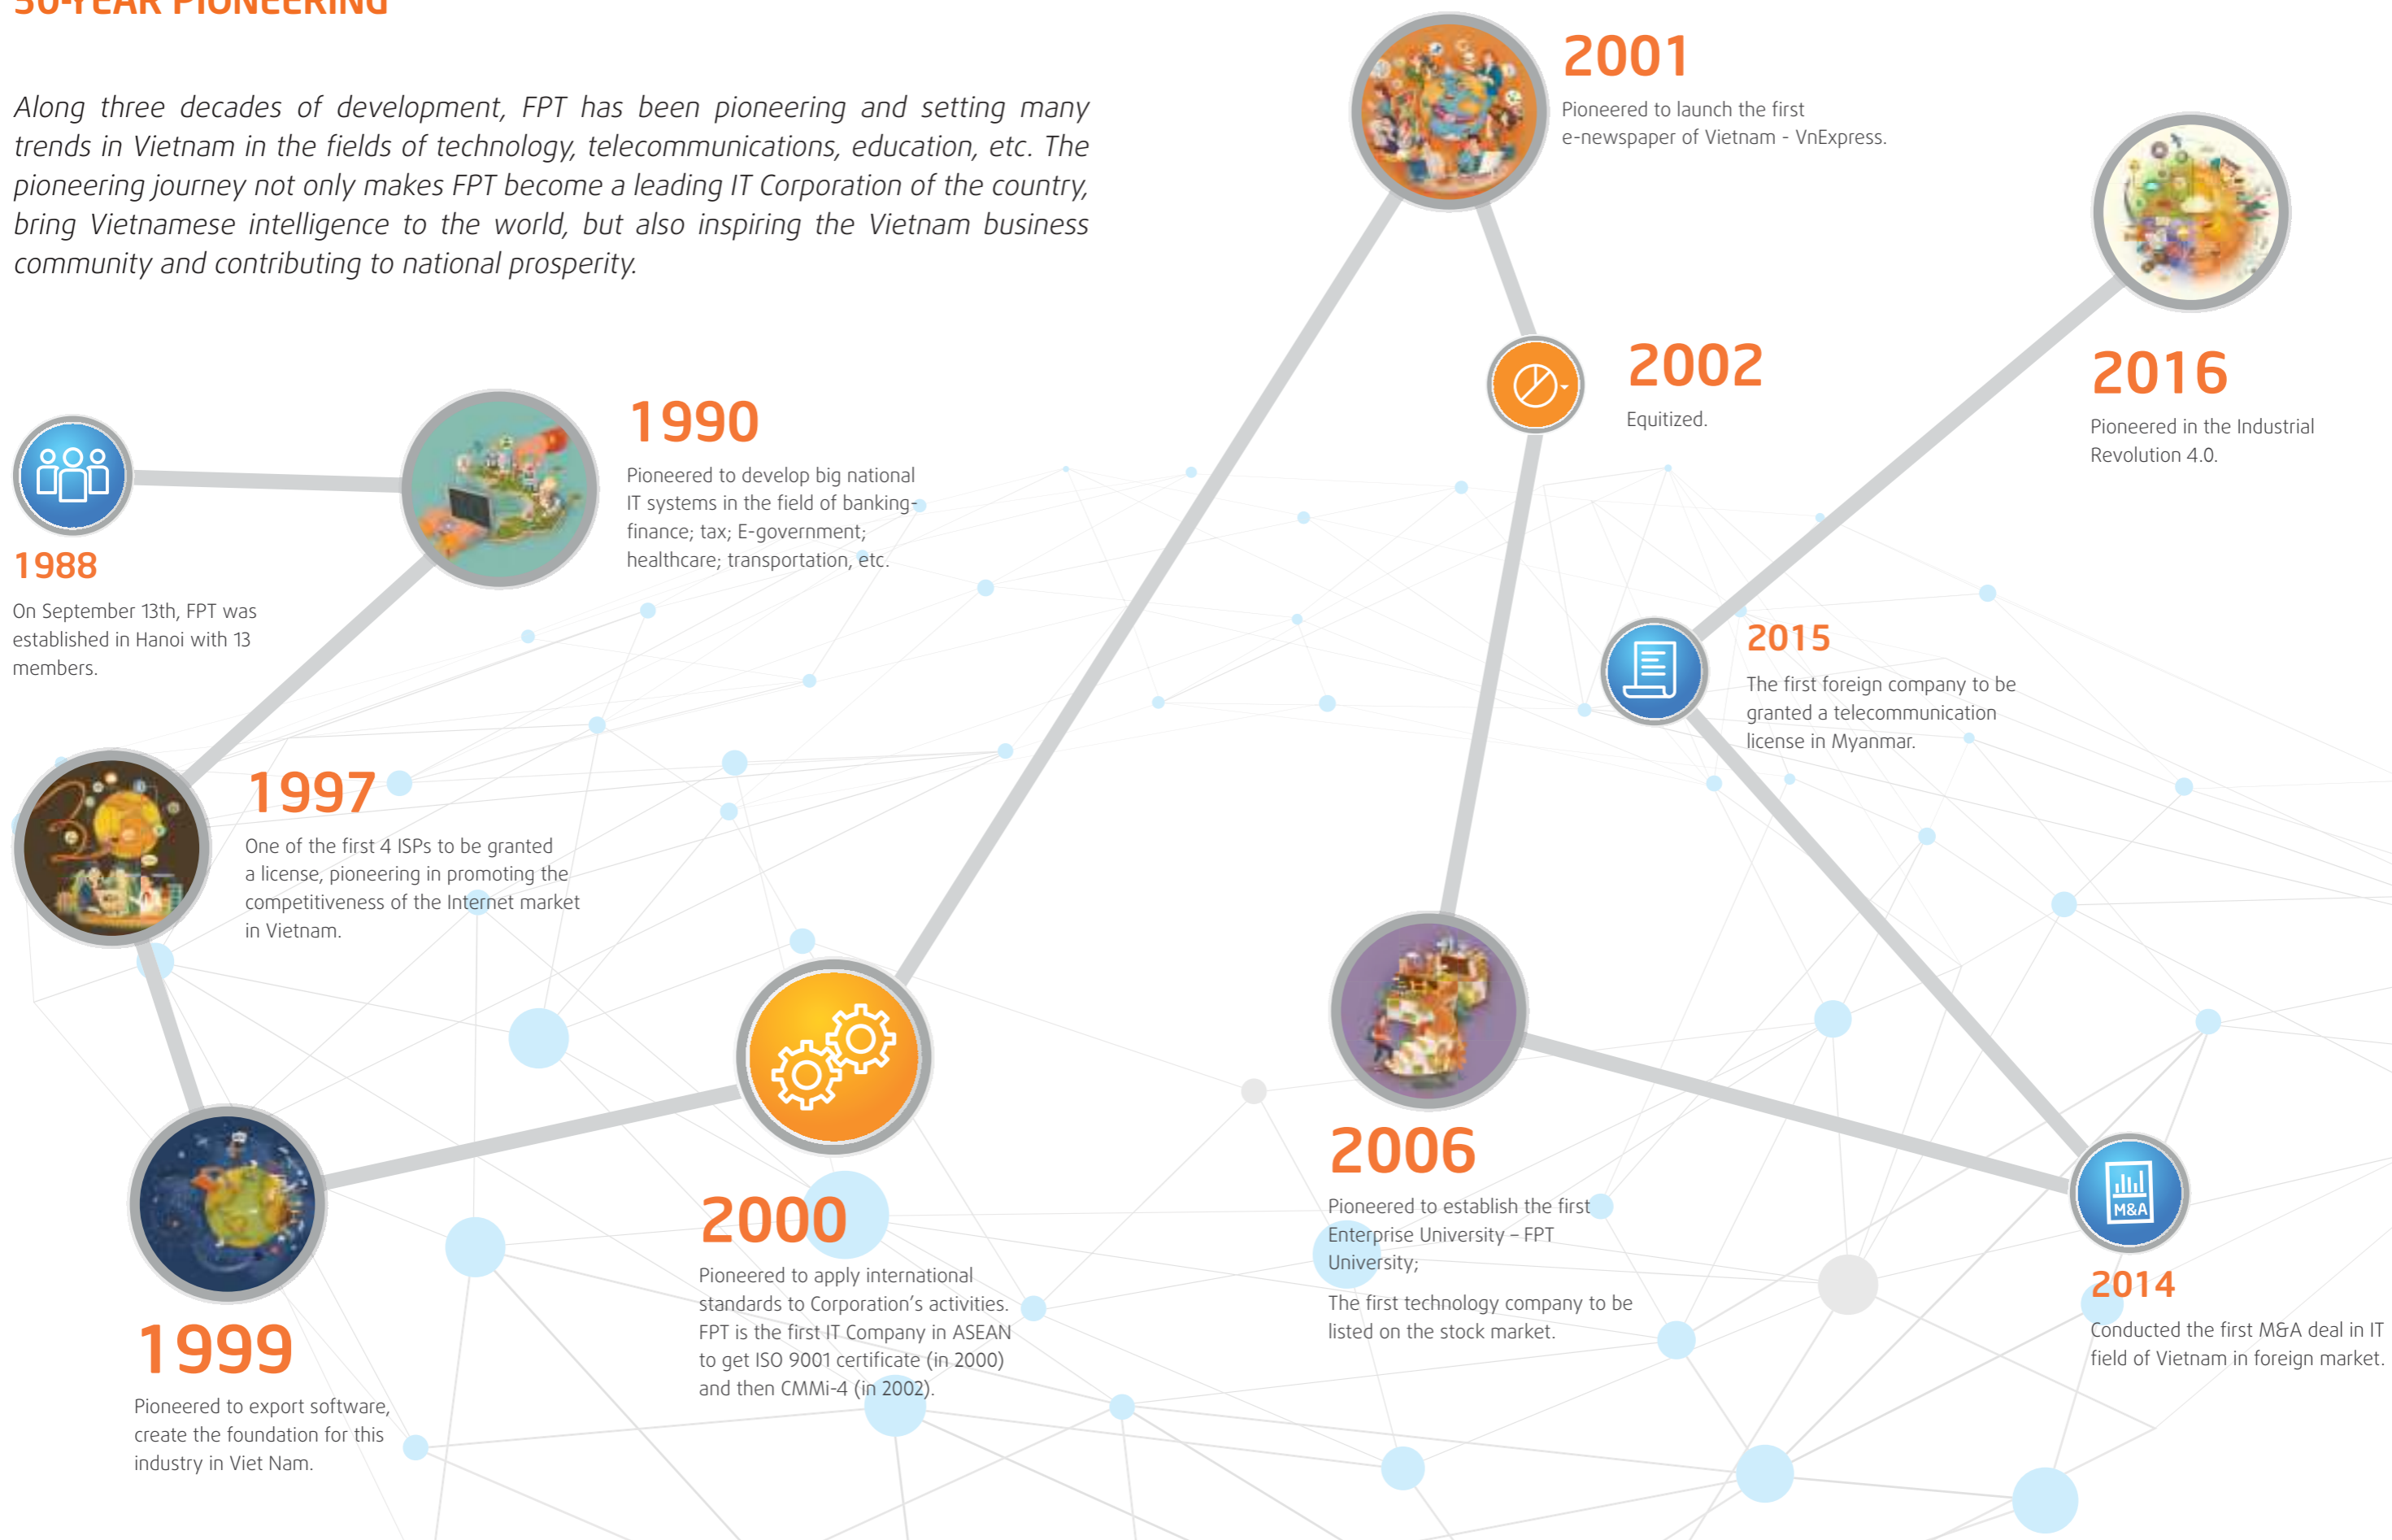 30-YEAR PIONEERING
Along three decades of development, FPT has been pioneering and setting many
trends in Vietnam in the fields of technology, telecommunications, education, etc. The
pioneering journey not only makes FPT become a leading IT Corporation of the country,
bring Vietnamese intelligence to the world, but also inspiring the Vietnam business
community and contributing to national prosperity.
1988
On September 13th, FPT was
established in Hanoi with 13
members.
1990
Pioneered to develop big national
IT systems in the field of banking-
finance; tax; E-government;
healthcare; transportation, etc.
1997
One of the first 4 ISPs to be granted
a license, pioneering in promoting the
competitiveness of the Internet market
in Vietnam.
1999
Pioneered to export software,
create the foundation for this
industry in Viet Nam.
2000
Pioneered to apply international
standards to Corporation's activities.
FPT is the first IT Company in ASEAN
to get ISO 9001 certificate (in 2000)
and then CMMi-4 (in 2002).
2001
Pioneered to launch the first
e-newspaper of Vietnam - VnExpress.
2002
Equitized.
2006
Pioneered to establish the first
Enterprise University – FPT
University;
The first technology company to be
listed on the stock market.
M&A
2014
Conducted the first M&A deal in IT
field of Vietnam in foreign market.
2015
The first foreign company to be
granted a telecommunication
license in Myanmar.
2016
Pioneered in the Industrial
Revolution 4.0.